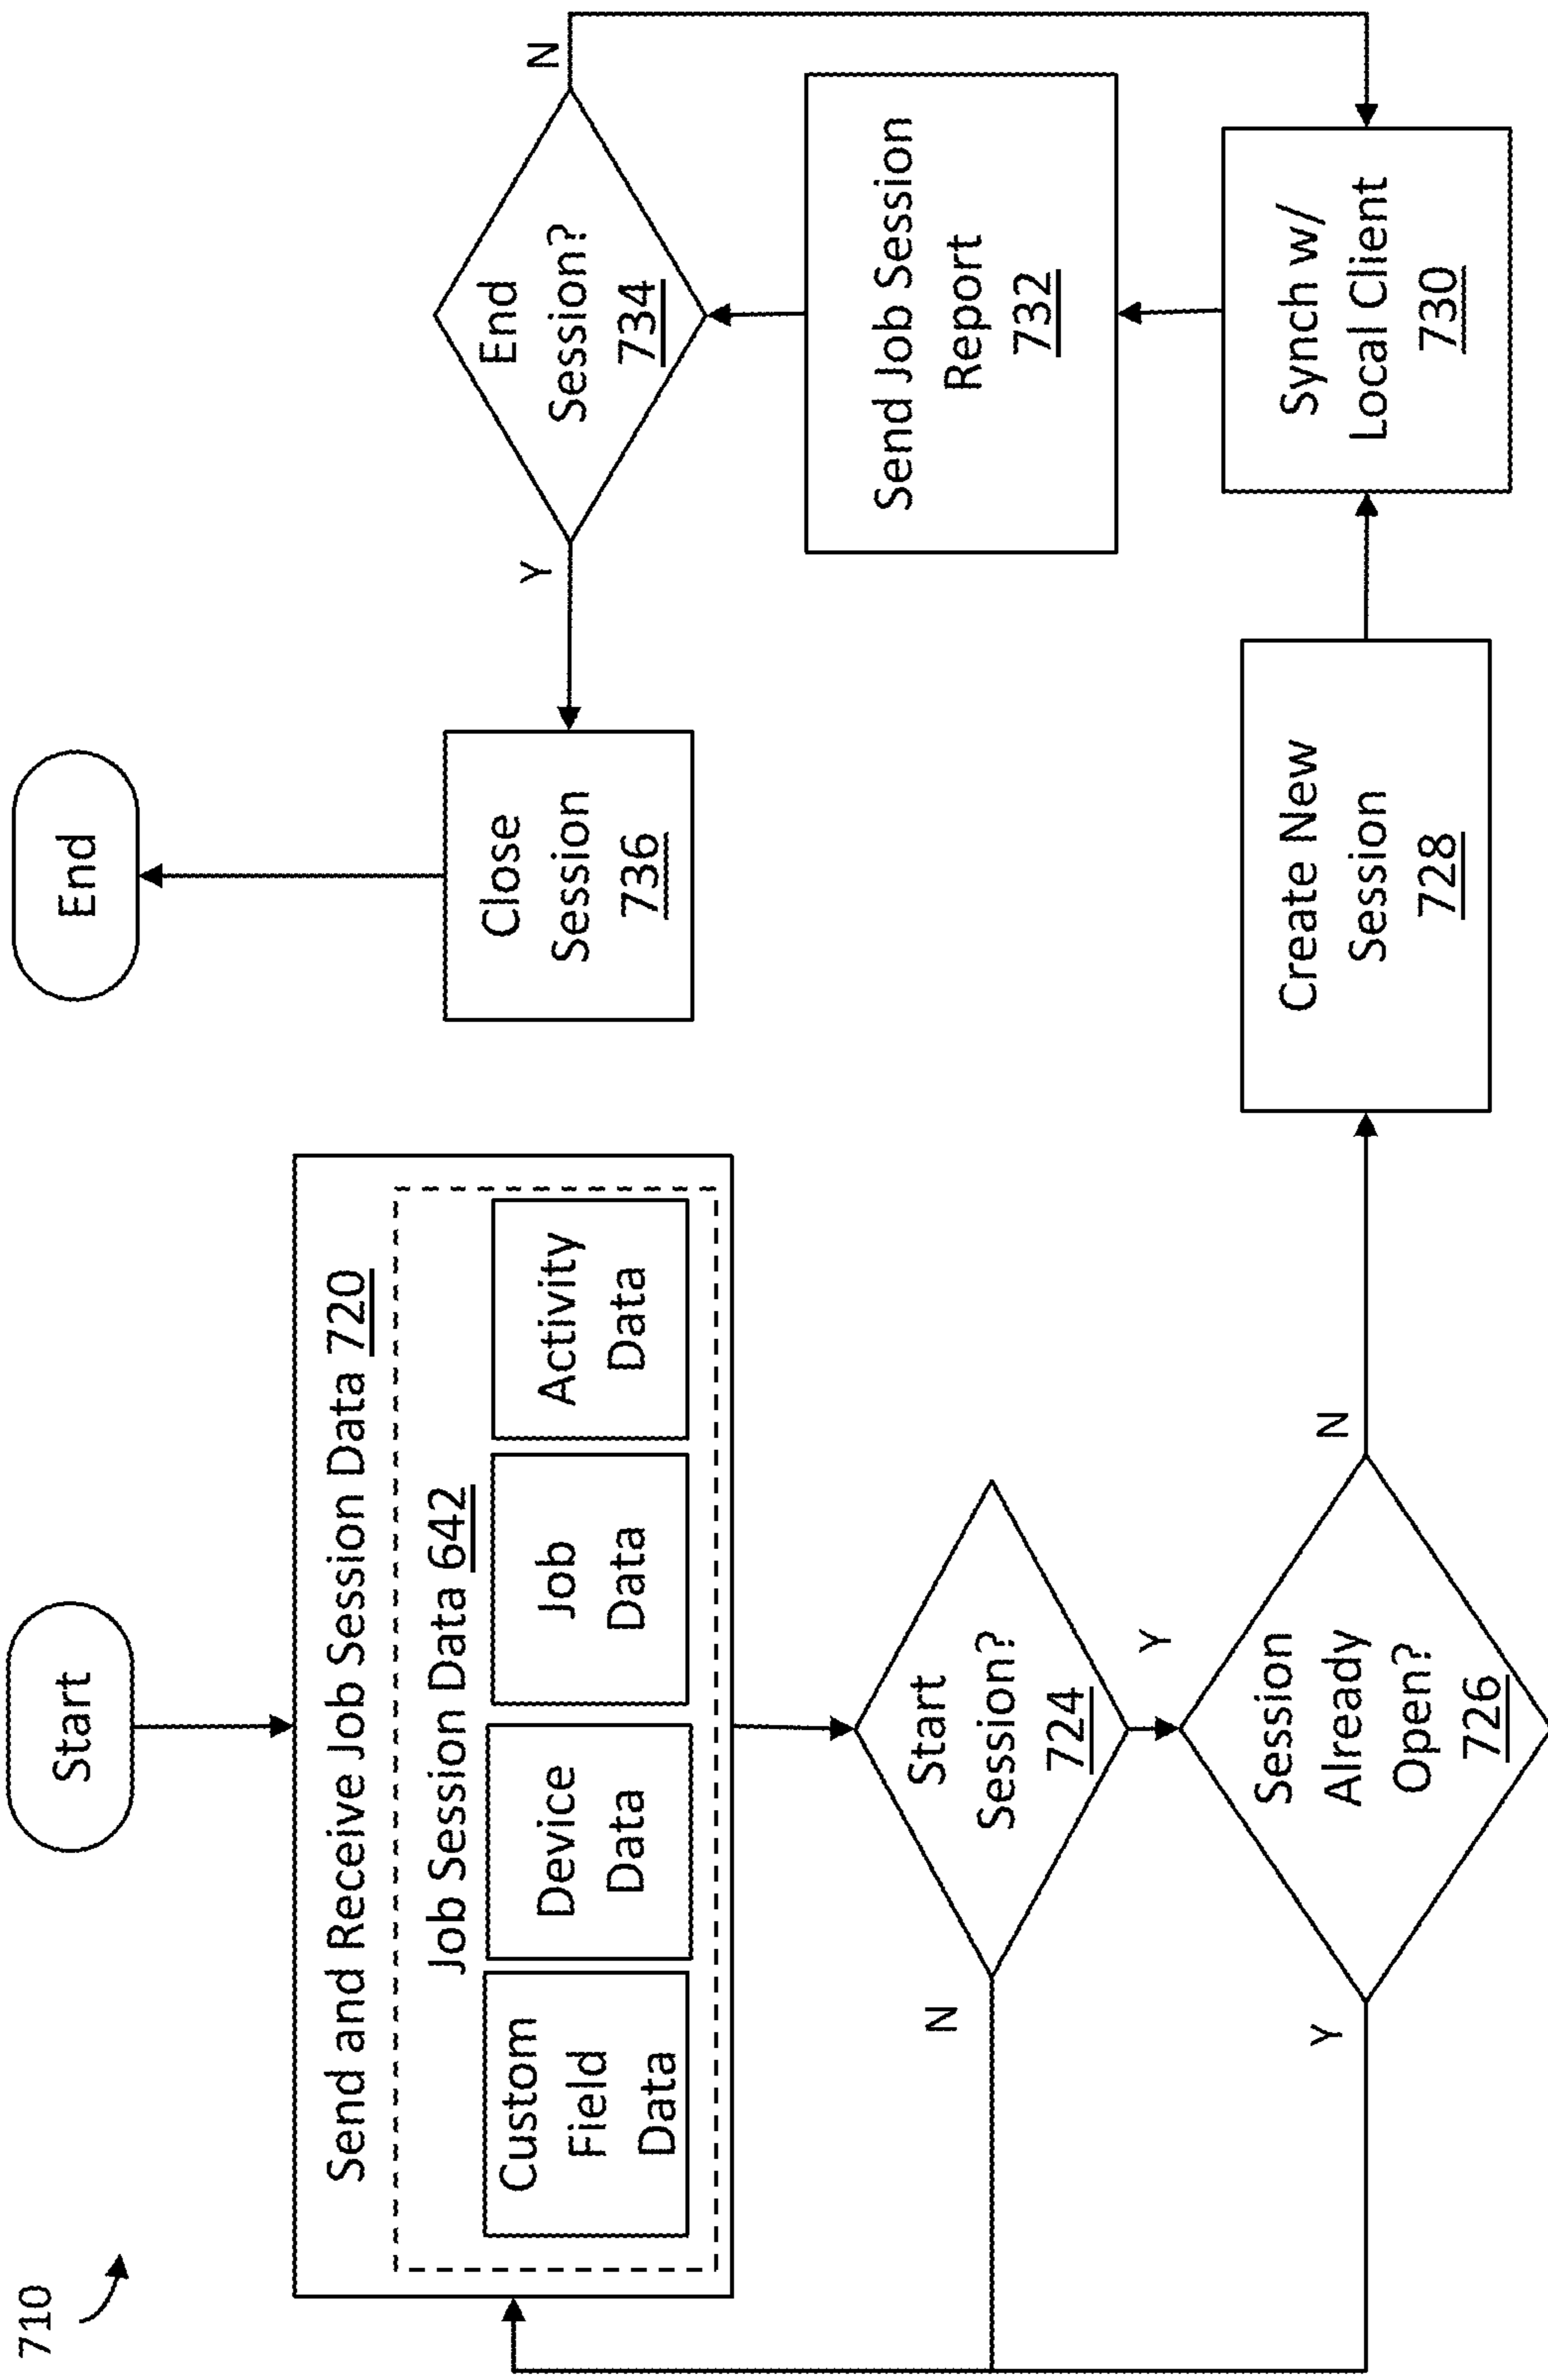 710
Start
Send and Receive Job Session Data 720
Job Session Data 642
Custom
Field
Data
Device
Data
Job
Data
Activity
Data
Start
Session?
724
N
Y
Session
Already
Open?
726
Y
N
Create New
Session
728
Synch w/
Local Client
730
Send Job Session
Report
732
End
Session?
734
N
Y
Close
Session
736
End